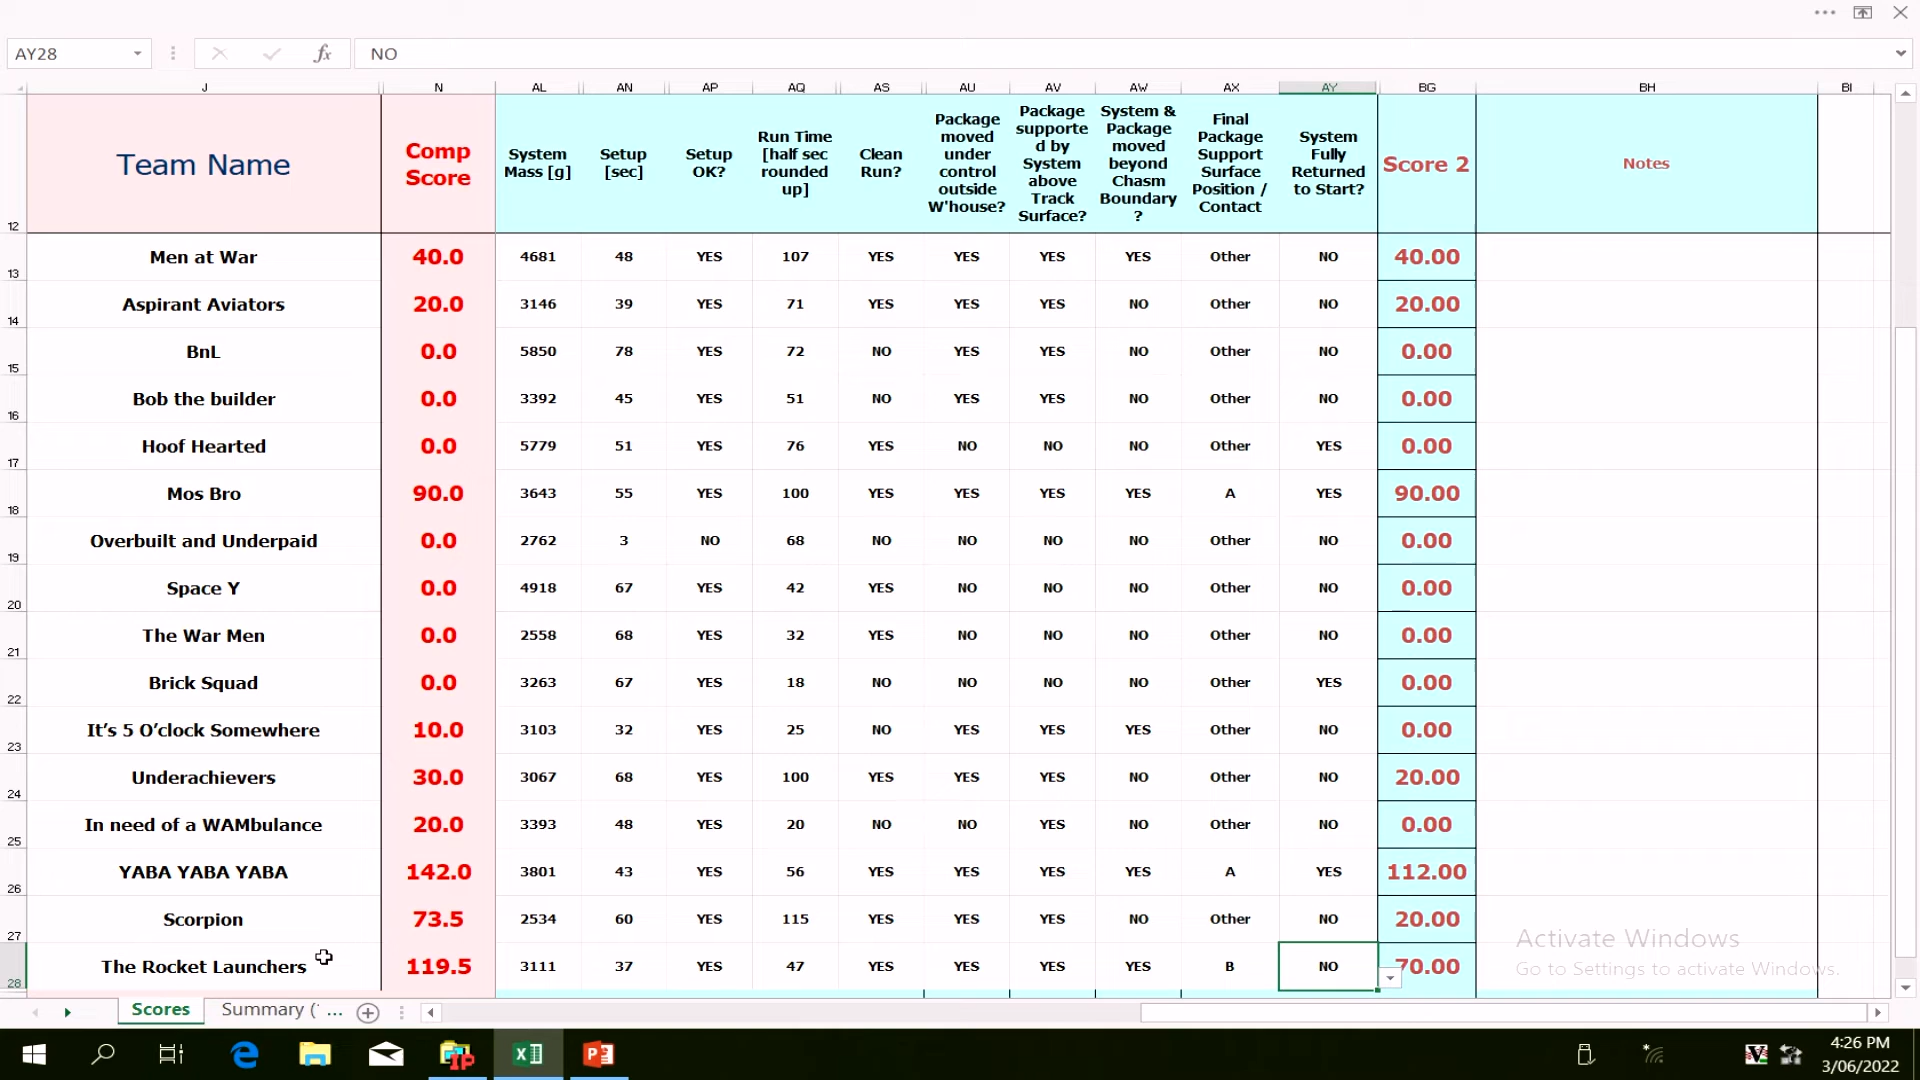 AY28 fx NO
J N AL AN AP AQ AS AU AV AW AX AY BG BH BI
12
Team Name
Comp
Score
System
Mass [g]
Setup
[sec]
Setup
OK?
Run Time
[half sec
rounded
up]
Clean
Run?
Package
moved
under
control
outside
W'house?
Package
supporte
d by
System
above
Track
Surface?
System &
Package
moved
beyond
Chasm
Boundary
?
Final
Package
Support
Surface
Position /
Contact
System
Fully
Returned
to Start?
Score 2
Notes
13 Men at War 40.0 4681 48 YES 107 YES YES YES YES Other NO 40.00
14 Aspirant Aviators 20.0 3146 39 YES 71 YES YES YES NO Other NO 20.00
15 BnL 0.0 5850 78 YES 72 NO YES YES NO Other NO 0.00
16 Bob the builder 0.0 3392 45 YES 51 NO YES YES NO Other NO 0.00
17 Hoof Hearted 0.0 5779 51 YES 76 YES NO NO NO Other YES 0.00
18 Mos Bro 90.0 3643 55 YES 100 YES YES YES YES A YES 90.00
19 Overbuilt and Underpaid 0.0 2762 3 NO 68 NO NO NO NO Other NO 0.00
20 Space Y 0.0 4918 67 YES 42 YES NO NO NO Other NO 0.00
21 The War Men 0.0 2558 68 YES 32 YES NO NO NO Other NO 0.00
22 Brick Squad 0.0 3263 67 YES 18 NO NO NO NO Other YES 0.00
23 It’s 5 O’clock Somewhere 10.0 3103 32 YES 25 NO YES YES YES Other NO 0.00
24 Underachievers 30.0 3067 68 YES 100 YES YES YES NO Other NO 20.00
25 In need of a WAMbulance 20.0 3393 48 YES 20 NO NO YES NO Other NO 0.00
26 YABA YABA YABA 142.0 3801 43 YES 56 YES YES YES YES A YES 112.00
27 Scorpion 73.5 2534 60 YES 115 YES YES YES NO Other NO 20.00
28 The Rocket Launchers 119.5 3111 37 YES 47 YES YES YES YES B NO 70.00
Activate Windows
Go to Settings to activate Windows.
Scores Summary (' ...
4:26 PM
3/06/2022